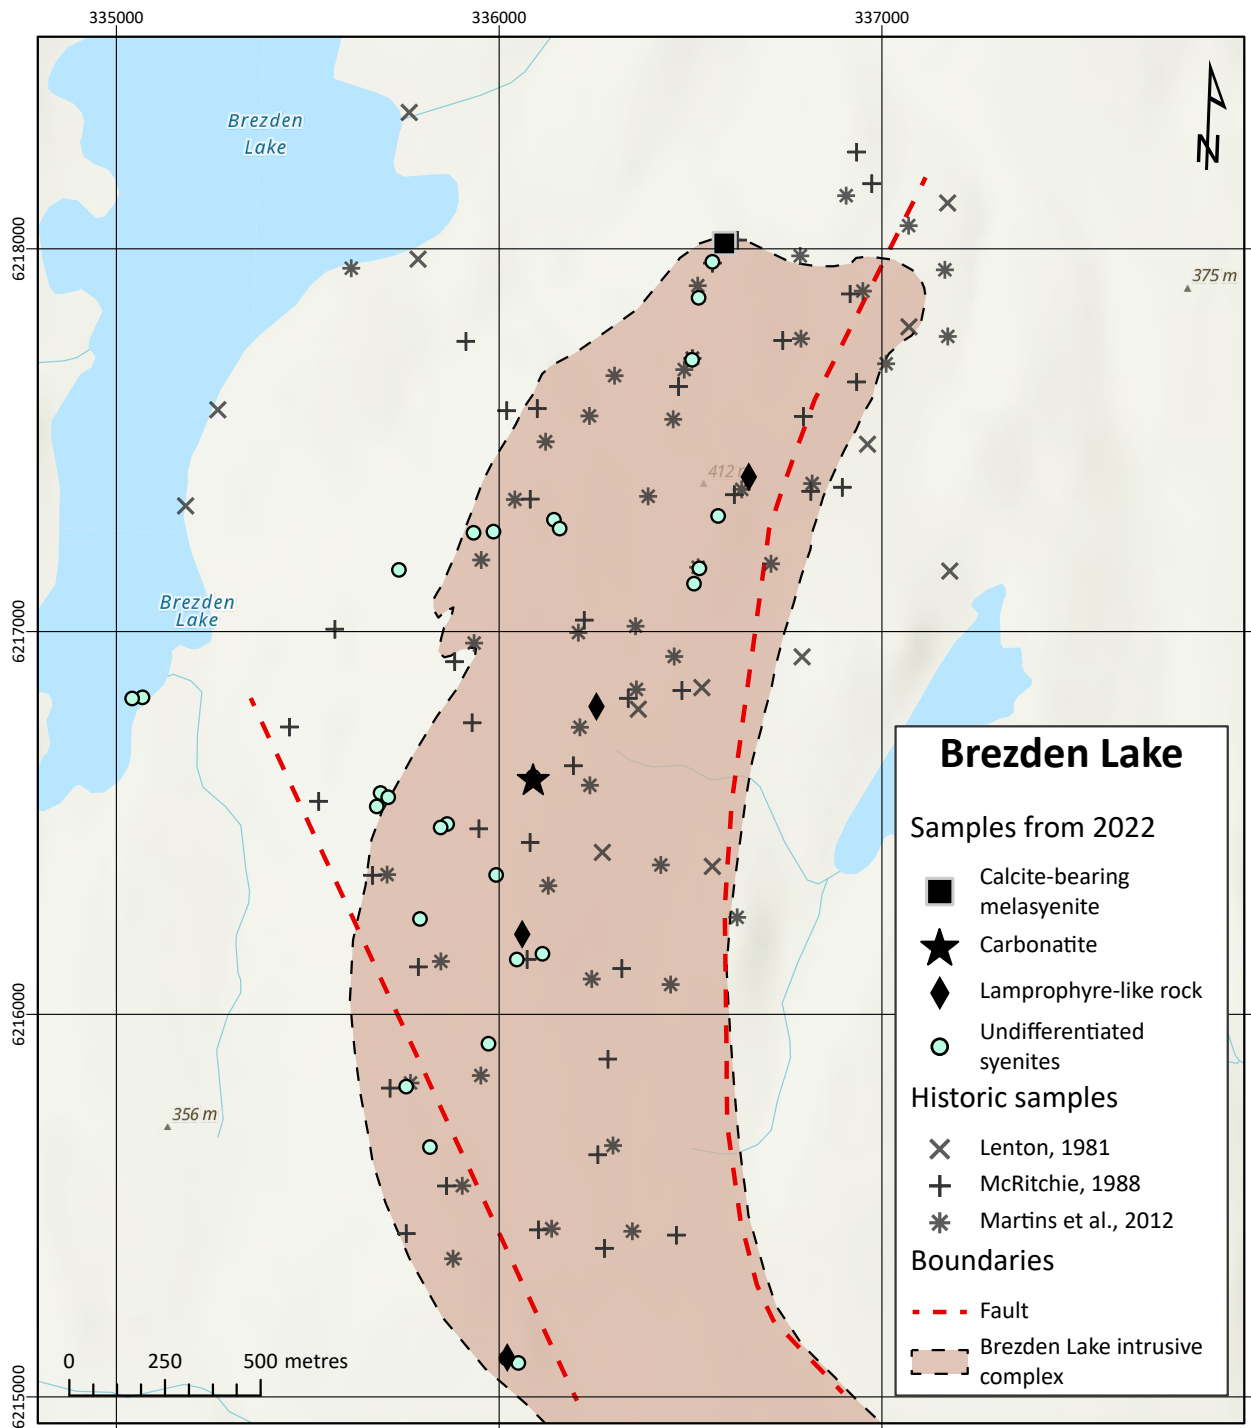 335000
336000
337000
Brezden
Lake
6218000
375 m
412
Brezden
Lake
6217000
Brezden Lake
Samples from 2022
Calcite-bearing
melasyenite
Carbonatite
Lamprophyre-like rock
Undifferentiated
syenites
Historic samples
Lenton, 1981
McRitchie, 1988
Martins et al., 2012
Boundaries
Fault
Brezden Lake intrusive
complex
6216000
356 m
0 250 500 metres
6215000
N